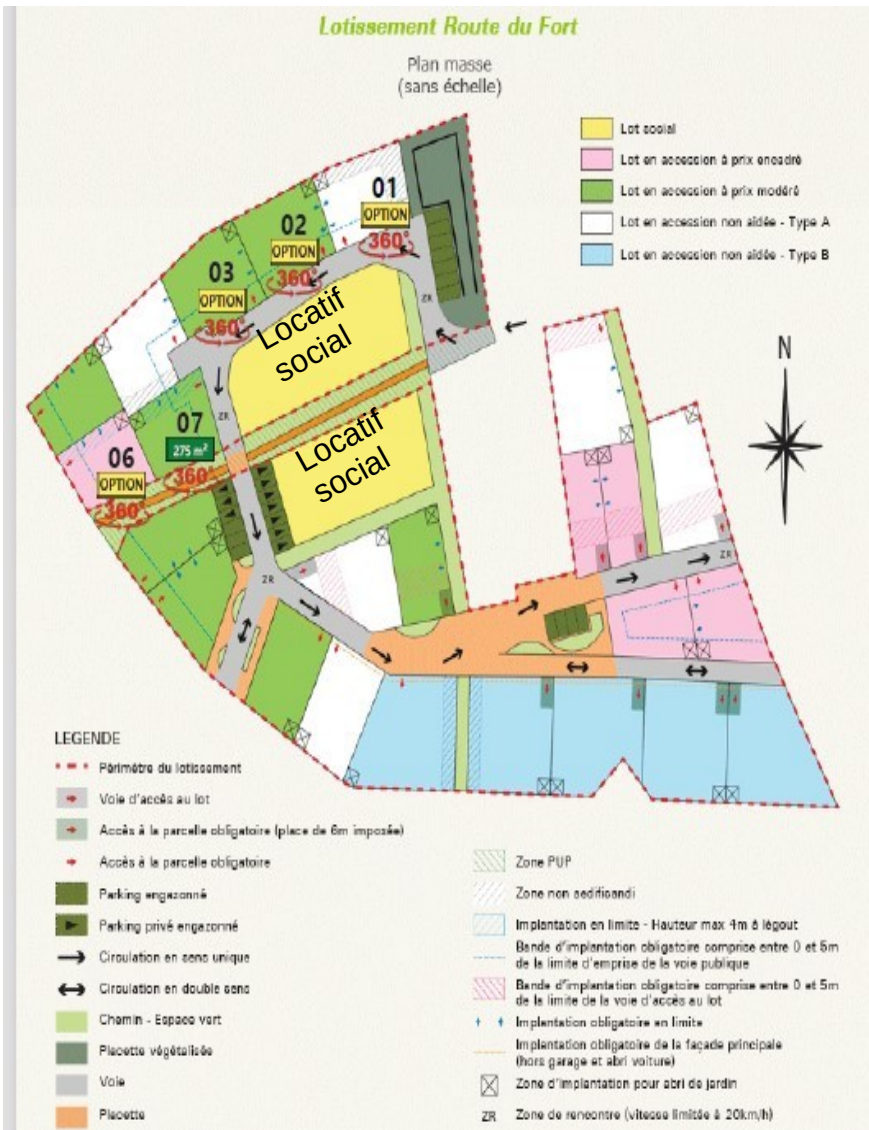 Lotissement Route du Fort
Plan masse
(sans échelle)
Lot social
Lot en accession à prix encadré
Lot en accession à prix modéré
Lot en accession non aidée - Type A
Lot en accession non aidée - Type B
01
OPTION
360°
02
OPTION
360°
03
OPTION
360°
Locatif
social
ZR
N
07
275 m²
360°
ZR
Locatif
social
06
OPTION
360°
ZR
ZR
LEGENDE
Périmètre du lotissement
Voie d'accès au lot
Accès à la parcelle obligatoire (place de 6m imposée)
Accès à la parcelle obligatoire
Parking engazonné
Parking privé engazonné
Circulation en sens unique
Circulation en double sens
Chemin - Espace vert
Placette végétalisée
Voie
Placette
Zone PUP
Zone non aedificandi
Implantation en limite - Hauteur max 4m à légout
Bande d'implantation obligatoire comprise entre 0 et 5m
de la limite d'emprise de la voie publique
Bande d'implantation obligatoire comprise entre 0 et 5m
de la limite de la voie d'accès au lot
Implantation obligatoire en limite
Implantation obligatoire de la façade principale
(hors garage et abri voiture)
Zone d'implantation pour abri de jardin
ZR Zone de rencontre (vitesse limitée à 20km/h)